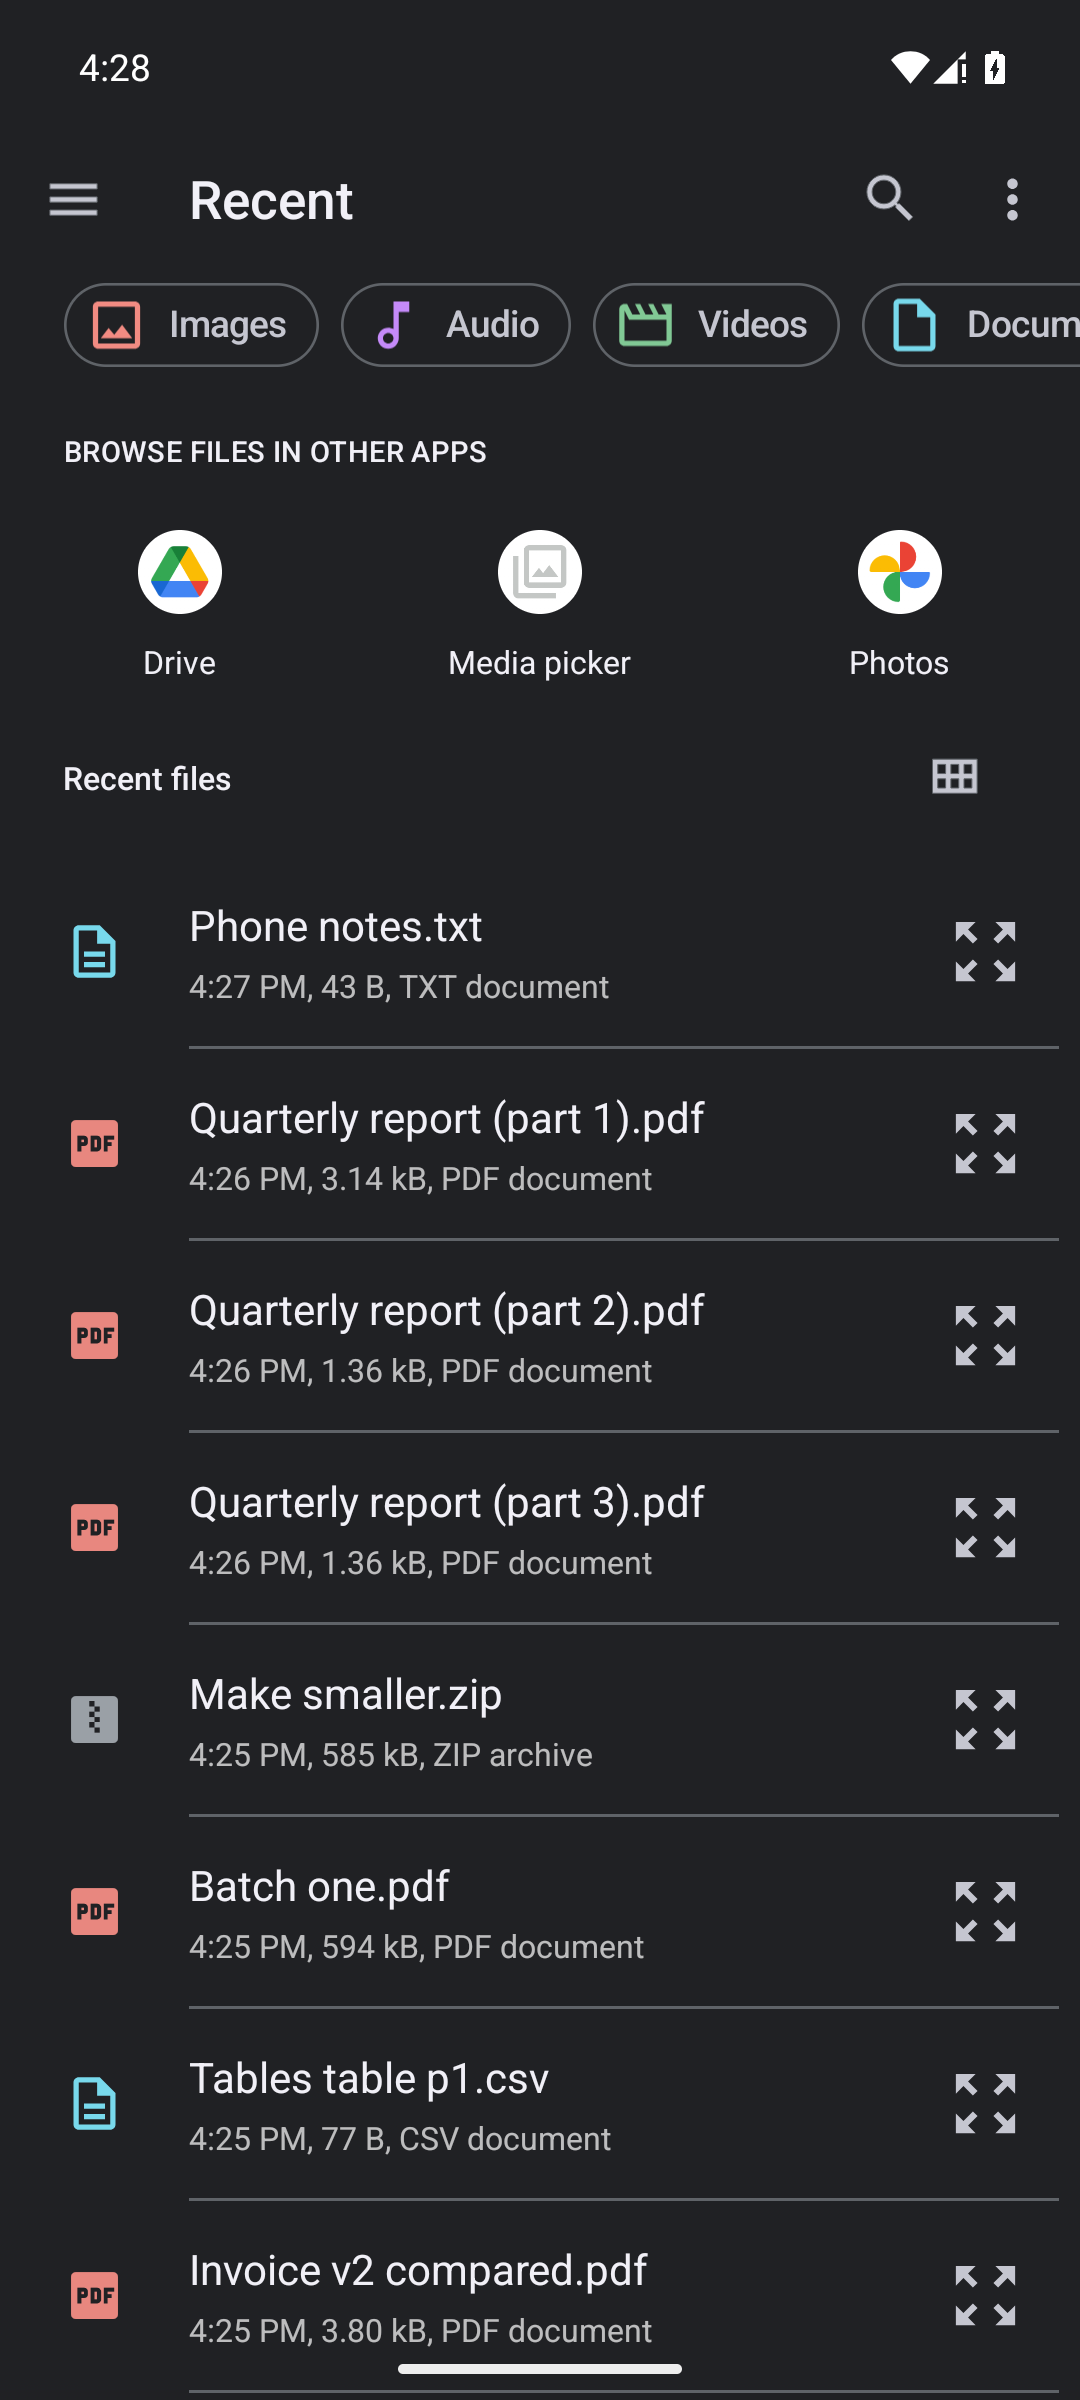 4:28
Recent
Images
Audio
Videos
Docum
BROWSE FILES IN OTHER APPS
Drive
Media picker
Photos
Recent files
Phone notes.txt
4:27 PM, 43 B, TXT document
PDF
Quarterly report (part 1).pdf
4:26 PM, 3.14 kB, PDF document
PDF
Quarterly report (part 2).pdf
4:26 PM, 1.36 kB, PDF document
PDF
Quarterly report (part 3).pdf
4:26 PM, 1.36 kB, PDF document
Make smaller.zip
4:25 PM, 585 kB, ZIP archive
PDF
Batch one.pdf
4:25 PM, 594 kB, PDF document
Tables table p1.csv
4:25 PM, 77 B, CSV document
PDF
Invoice v2 compared.pdf
4:25 PM, 3.80 kB, PDF document